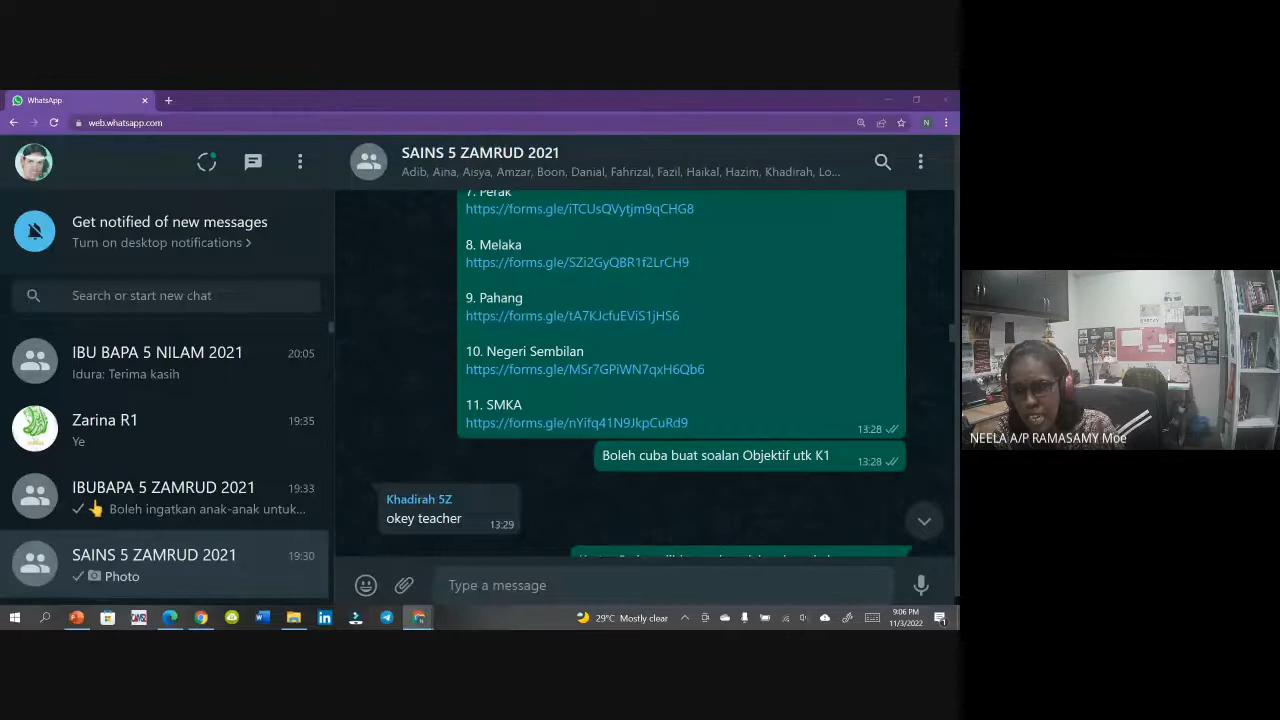 WhatsApp
web.whatsapp.com
N
SAINS 5 ZAMRUD 2021
Adib, Aina, Aisya, Amzar, Boon, Danial, Fahrizal, Fazil, Haikal, Hazim, Khadirah, Lo...
Get notified of new messages
Turn on desktop notifications >
Search or start new chat
IBU BAPA 5 NILAM 2021
20:05
Idura: Terima kasih
Zarina R1
19:35
Ye
IBUBAPA 5 ZAMRUD 2021
19:33
Boleh ingatkan anak-anak untuk...
SAINS 5 ZAMRUD 2021
19:30
Photo
7. Perak
https://forms.gle/iTCUsQVytjm9qCHG8
8. Melaka
https://forms.gle/SZi2GyQBR1f2LrCH9
9. Pahang
https://forms.gle/tA7KJcfuEViS1jHS6
10. Negeri Sembilan
https://forms.gle/MSr7GPiWN7qxH6Qb6
11. SMKA
https://forms.gle/nYifq41N9JkpCuRd9
13:28
Boleh cuba buat soalan Objektif utk K1
13:28
Khadirah 5Z
okey teacher
13:29
Type a message
29°C Mostly clear
9:06 PM
11/3/2022
NEELA A/P RAMASAMY Moe